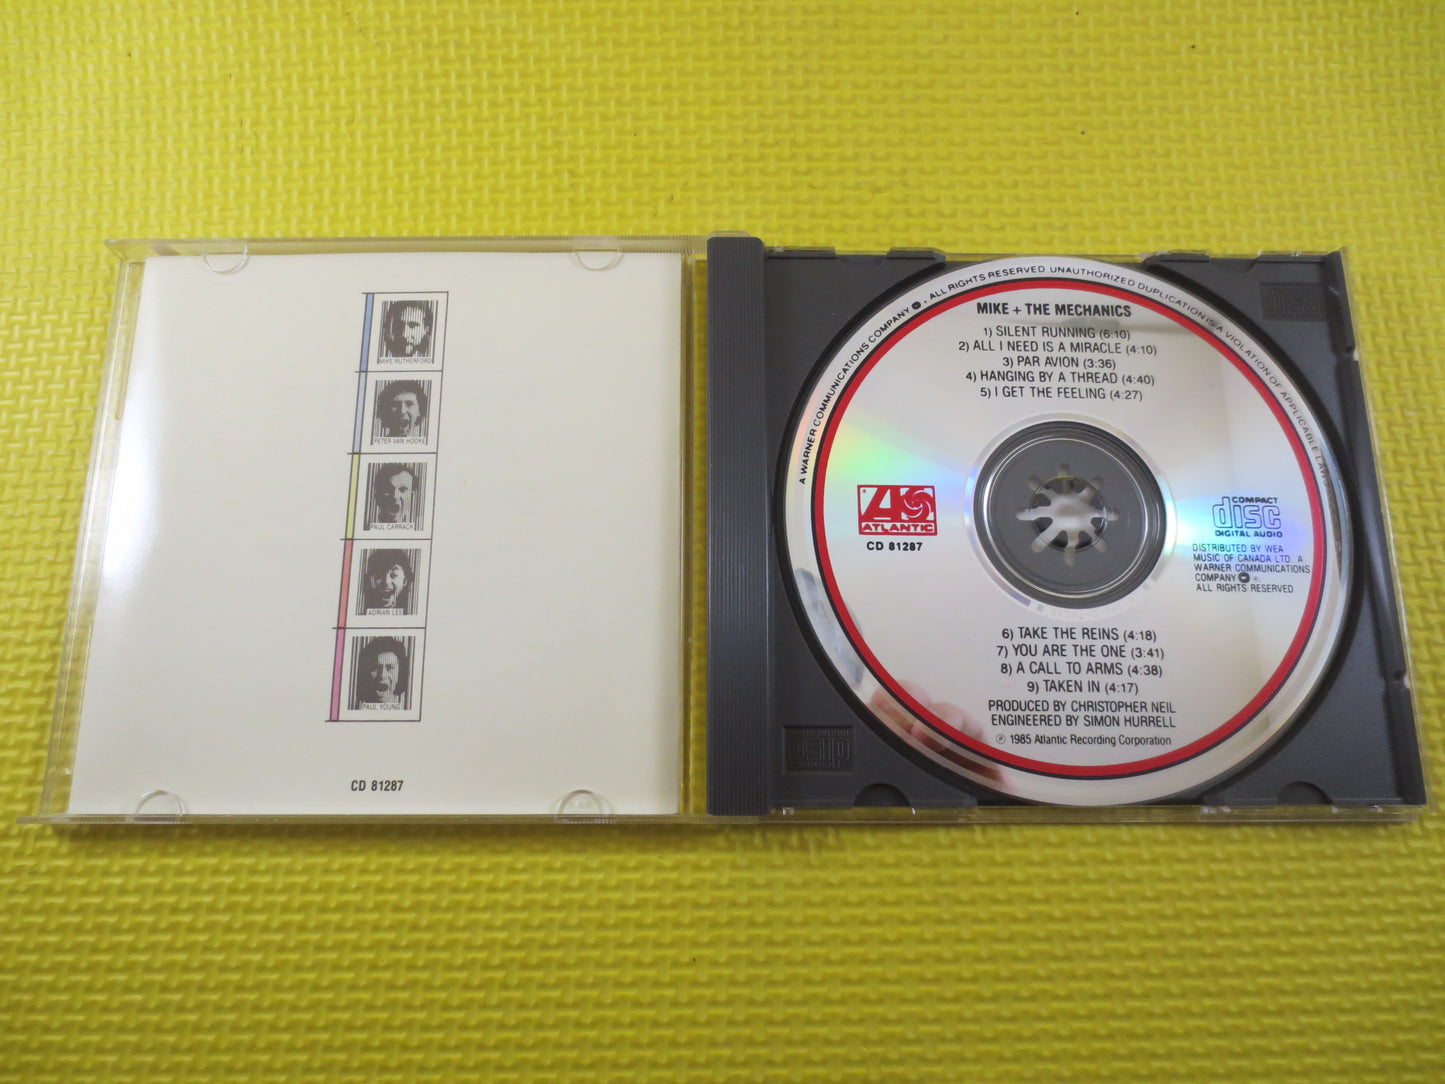 MIKE RUTHERFORD
PETER VAN HOOKE
PAUL CARRACK
ADRIAN LEE
PAUL YOUNG
CD 81287
A WARNER COMMUNICATIONS COMPANY . ALL RIGHTS RESERVED UNAUTHORIZED DUPLICATION IS A VIOLATION OF APPLICABLE LAWS
MIKE + THE MECHANICS
1) SILENT RUNNING (6:10)
2) ALL I NEED IS A MIRACLE (4:10)
3) PAR AVION (3:36)
4) HANGING BY A THREAD (4:40)
5) I GET THE FEELING (4:27)
ATLANTIC
CD 81287
COMPACT
disc
DIGITAL AUDIO
DISTRIBUTED BY WEA
MUSIC OF CANADA LTD. A
WARNER COMMUNICATIONS
COMPANY
ALL RIGHTS RESERVED
6) TAKE THE REINS (4:18)
7) YOU ARE THE ONE (3:41)
8) A CALL TO ARMS (4:38)
9) TAKEN IN (4:17)
PRODUCED BY CHRISTOPHER NEIL
ENGINEERED BY SIMON HURRELL
℗ 1985 Atlantic Recording Corporation
COMPACT
disc
DIGITAL AUDIO